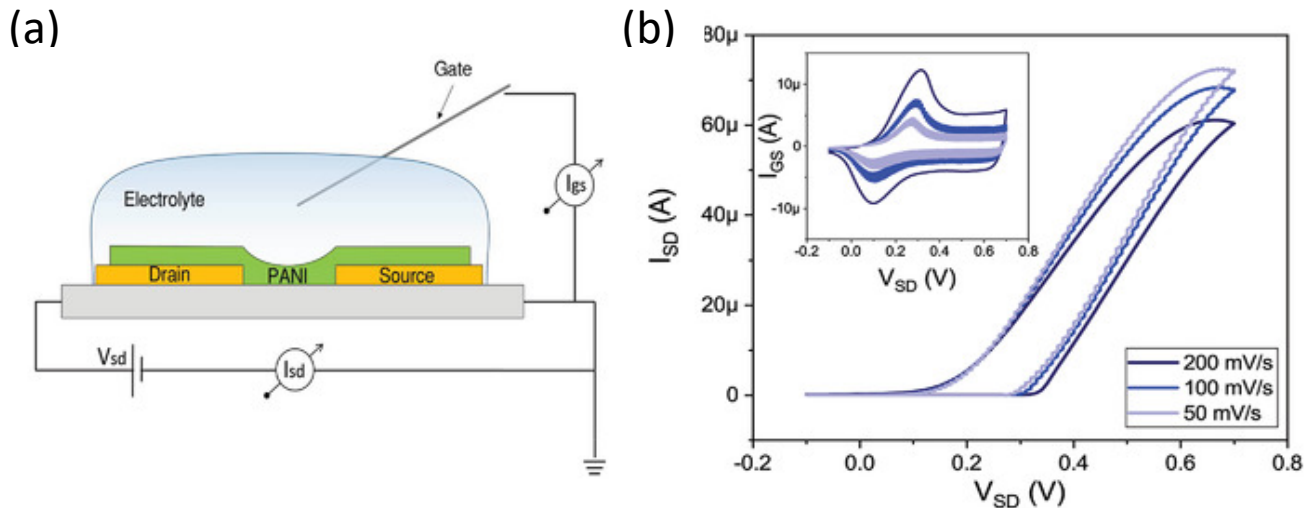 (a)
Gate
Electrolyte
Igs
Drain
PANI
Source
Vsd
Isd
(b)
80µ
60µ
40µ
20µ
0
ISD (A)
-0.2
0.0
0.2
0.4
0.6
0.8
VSD (V)
10µ
0
-10µ
IGS (A)
-0.2
0.0
0.2
0.4
0.6
0.8
VSD (V)
200 mV/s
100 mV/s
50 mV/s